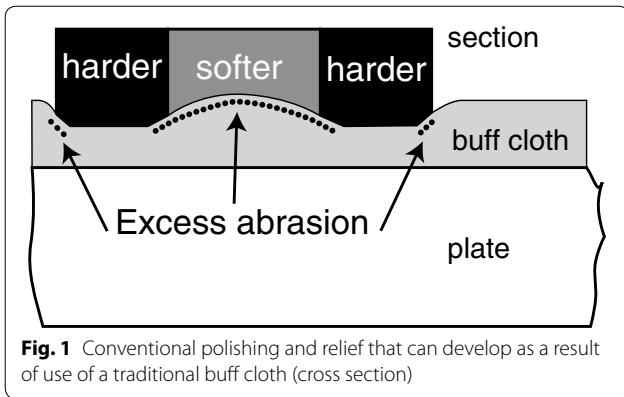 section
harder softer harder
buff cloth
Excess abrasion
plate
Fig. 1 Conventional polishing and relief that can develop as a result
of use of a traditional buff cloth (cross section)